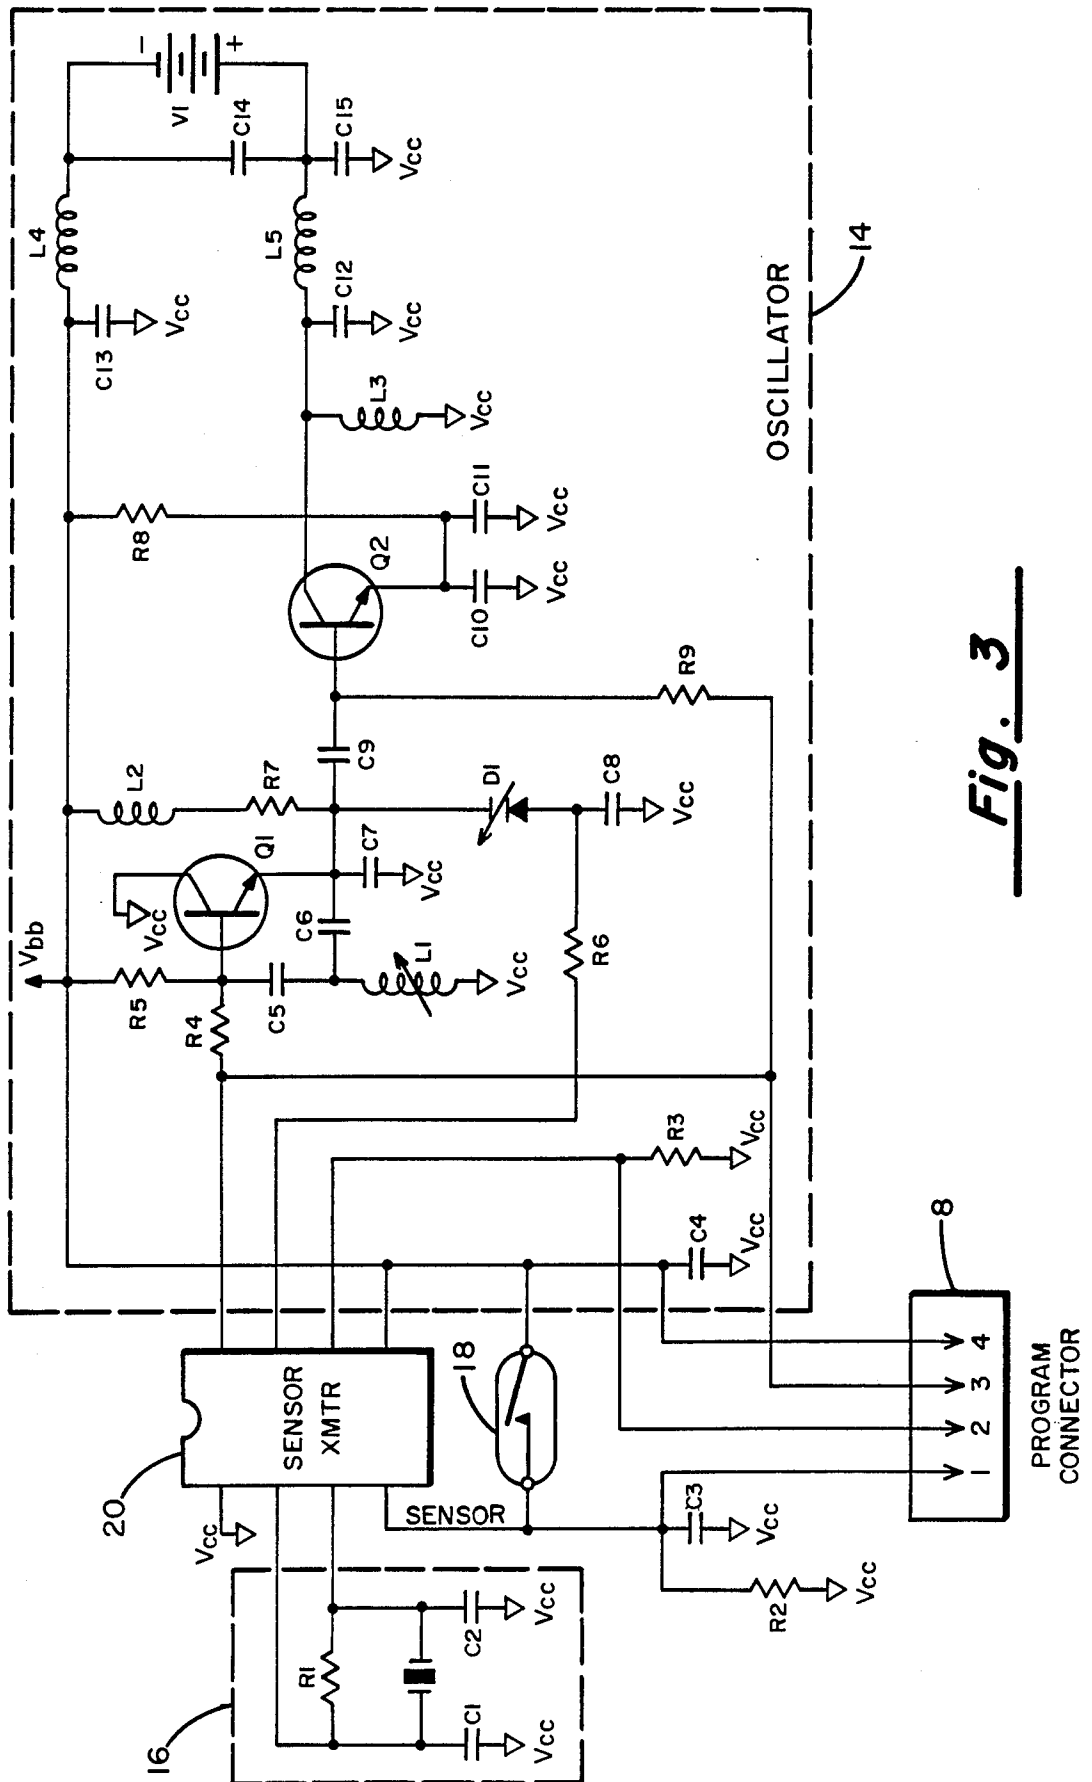 Vbb
L4
L2
R5
R8
C13
Vcc
V1
-
+
C14
C15
Vcc
Vcc
Q1
R4
R7
L5
C12
Vcc
C5
C6
C7
Vcc
C9
Q2
L3
Vcc
L1
Vcc
R6
D1
C8
Vcc
C10
Vcc
C11
Vcc
R9
R3
Vcc
C4
Vcc
OSCILLATOR
14
20
SENSOR
XMTR
Vcc
SENSOR
18
16
R1
C1
Vcc
C2
Vcc
C3
Vcc
R2
Vcc
8
1
2
3
4
PROGRAM
CONNECTOR
Fig. 3